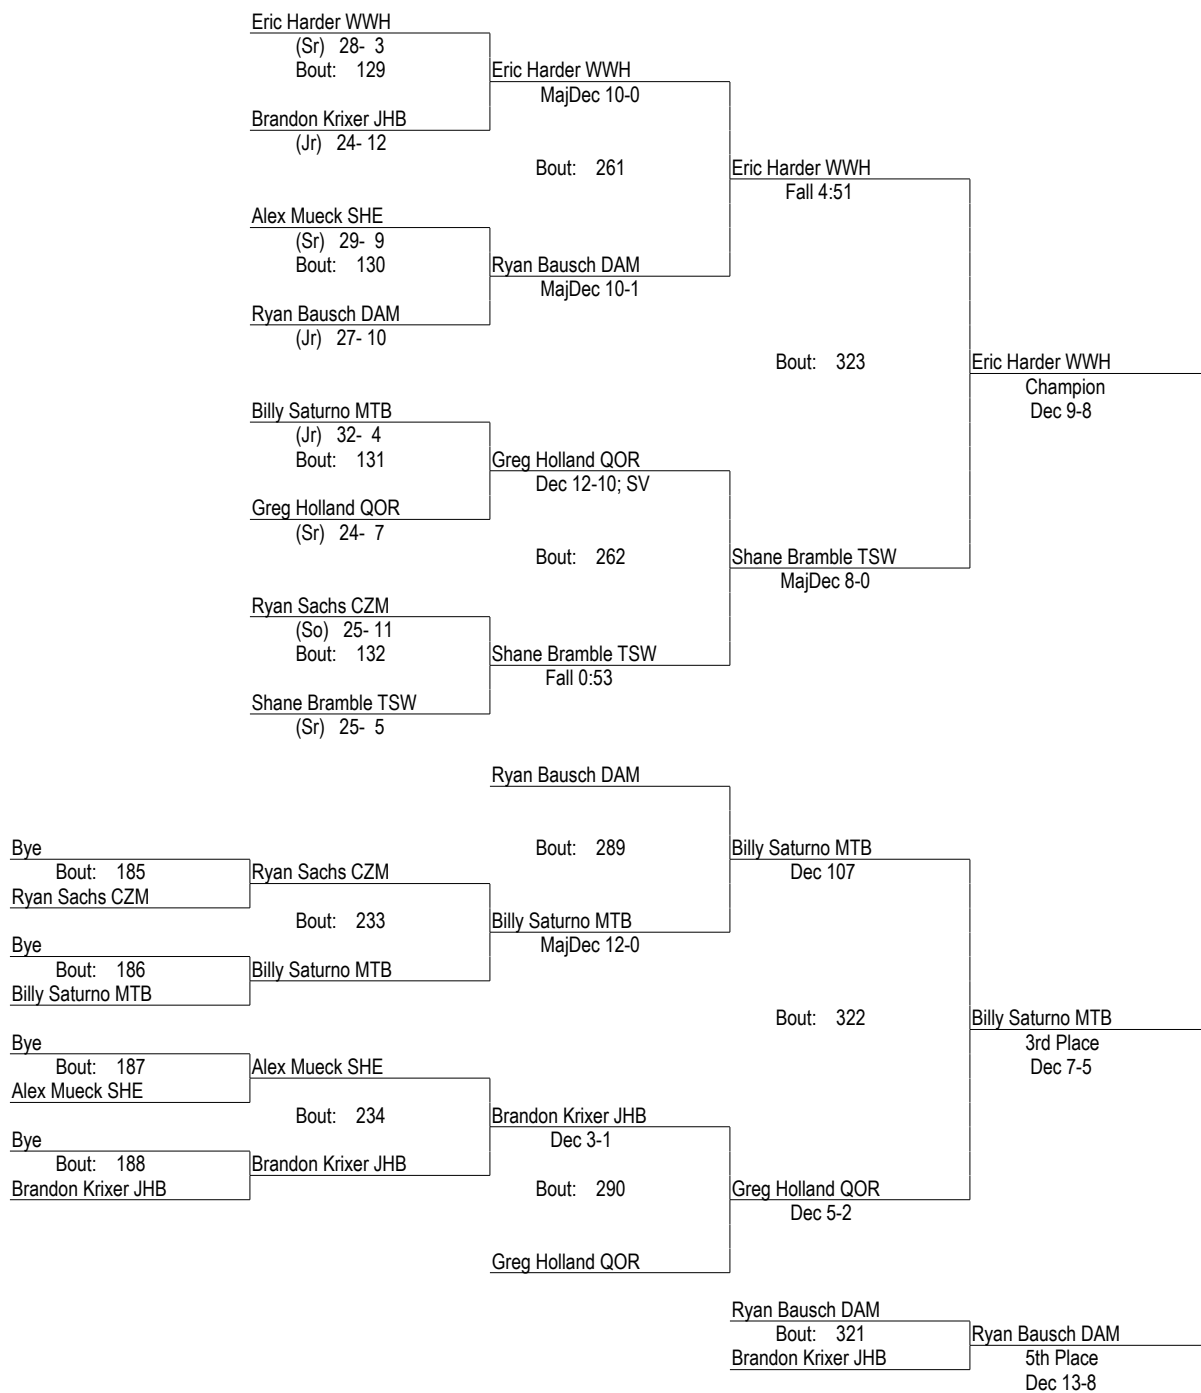 Eric Harder WWH
(Sr) 28- 3
Bout: 129
Brandon Krixer JHB
(Jr) 24- 12
Eric Harder WWH
MajDec 10-0
Bout: 261
Alex Mueck SHE
(Sr) 29- 9
Bout: 130
Ryan Bausch DAM
(Jr) 27- 10
Ryan Bausch DAM
MajDec 10-1
Eric Harder WWH
Fall 4:51
Bout: 323
Eric Harder WWH
Champion
Dec 9-8
Billy Saturno MTB
(Jr) 32- 4
Bout: 131
Greg Holland QOR
(Sr) 24- 7
Greg Holland QOR
Dec 12-10; SV
Bout: 262
Ryan Sachs CZM
(So) 25- 11
Bout: 132
Shane Bramble TSW
(Sr) 25- 5
Shane Bramble TSW
Fall 0:53
Shane Bramble TSW
MajDec 8-0
Ryan Bausch DAM
Bout: 289
Bye
Bout: 185
Ryan Sachs CZM
Ryan Sachs CZM
Bout: 233
Bye
Bout: 186
Billy Saturno MTB
Billy Saturno MTB
Billy Saturno MTB
MajDec 12-0
Billy Saturno MTB
Dec 107
Bout: 322
Billy Saturno MTB
3rd Place
Dec 7-5
Bye
Bout: 187
Alex Mueck SHE
Alex Mueck SHE
Bout: 234
Bye
Bout: 188
Brandon Krixer JHB
Brandon Krixer JHB
Brandon Krixer JHB
Dec 3-1
Bout: 290
Greg Holland QOR
Greg Holland QOR
Dec 5-2
Ryan Bausch DAM
Bout: 321
Brandon Krixer JHB
Ryan Bausch DAM
5th Place
Dec 13-8